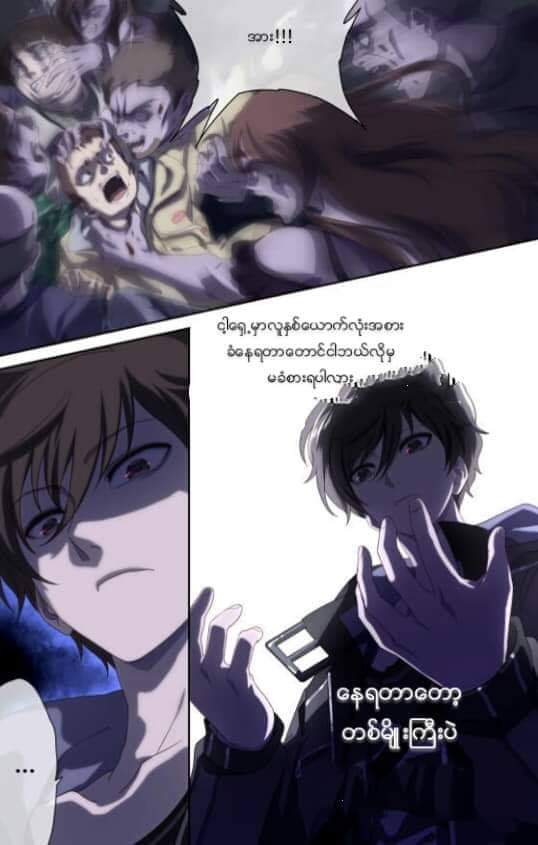 အား!!!
ငါ့ရှေ့မှာလူနှစ်ယောက်လုံးအစား
ခံနေရတာတောင်ငါဘယ်လိုမှ
မခံစားရပါလား
...
နေရတာတော့
တစ်မျိုးကြီးပဲ